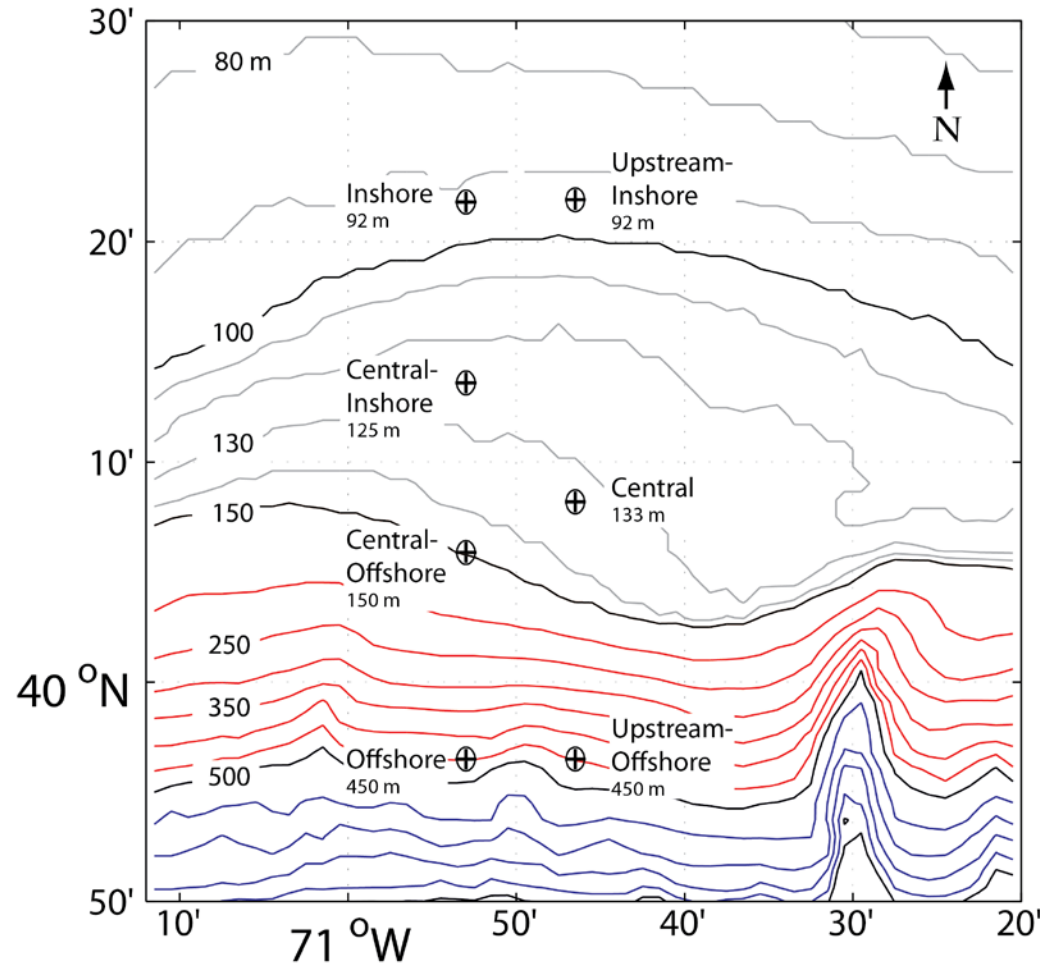 30'
80 m
N
Upstream-
Inshore
92 m
Inshore
92 m
20'
100
Central-
Inshore
125 m
130
10'
Central
133 m
150
Central-
Offshore
150 m
250
40 °N
350
Upstream-
Offshore
450 m
Offshore
450 m
500
50'
10'
71 °W
50'
40'
30'
20'